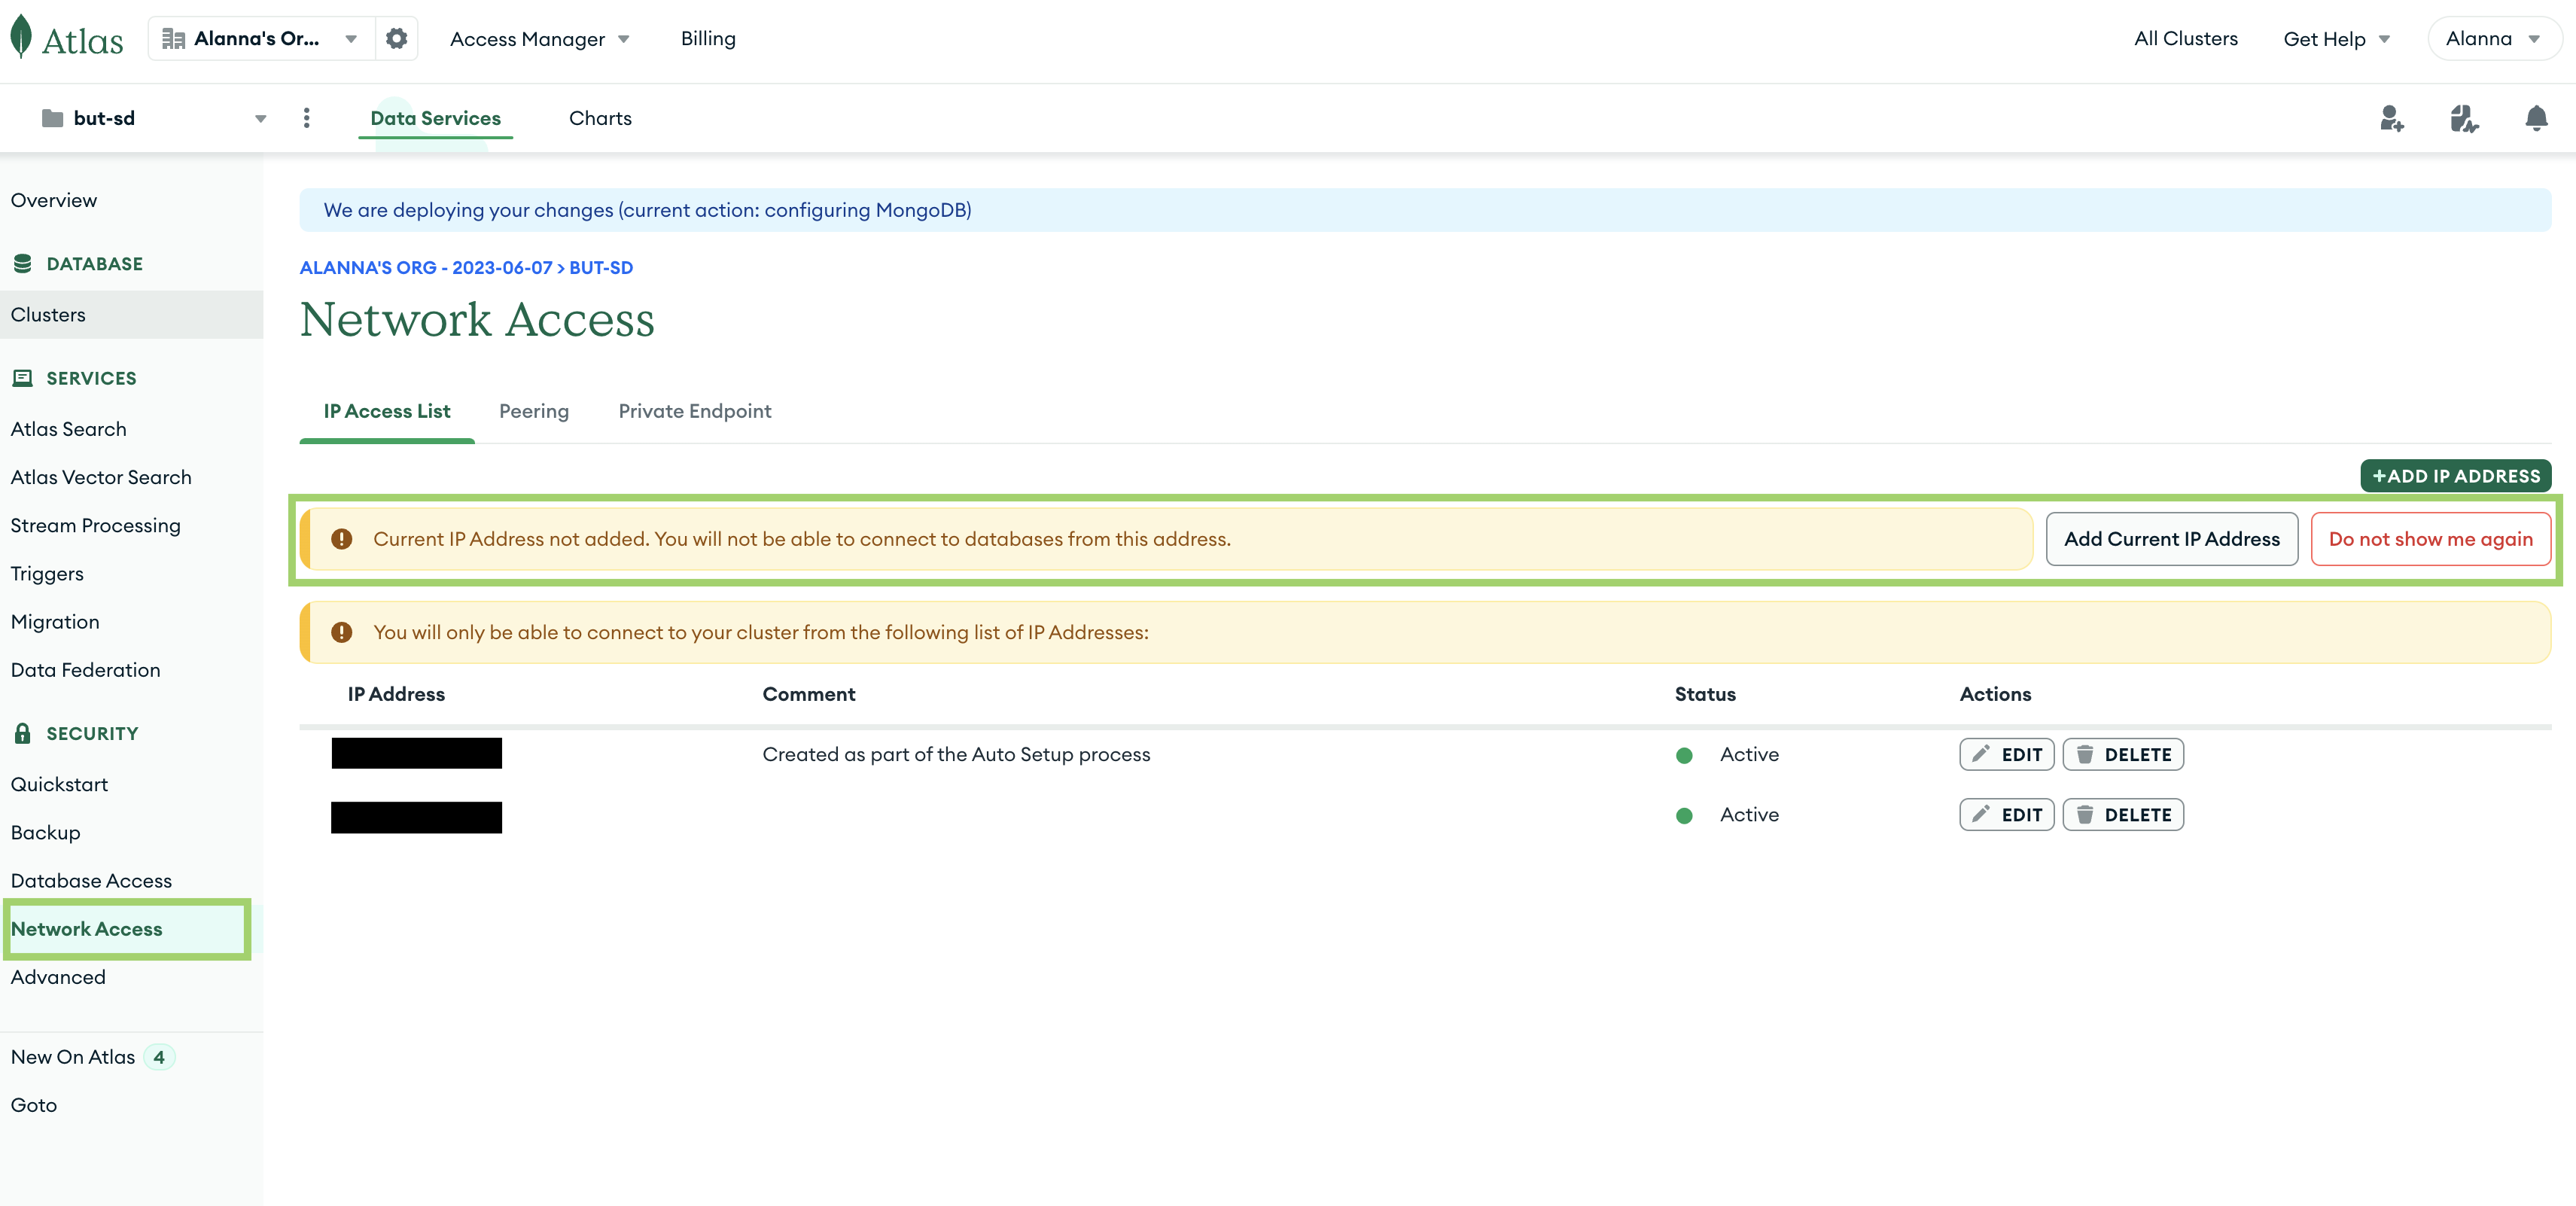 Atlas
Alanna's Or...
Access Manager
Billing
All Clusters
Get Help
Alanna
but-sd
Data Services
Charts
Overview
DATABASE
Clusters
SERVICES
Atlas Search
Atlas Vector Search
Stream Processing
Triggers
Migration
Data Federation
SECURITY
Quickstart
Backup
Database Access
Network Access
Advanced
New On Atlas 4
Goto
We are deploying your changes (current action: configuring MongoDB)
ALANNA'S ORG - 2023-06-07 > BUT-SD
Network Access
IP Access List
Peering
Private Endpoint
+ADD IP ADDRESS
Current IP Address not added. You will not be able to connect to databases from this address.
Add Current IP Address
Do not show me again
You will only be able to connect to your cluster from the following list of IP Addresses:
IP Address Comment Status Actions
Created as part of the Auto Setup process Active EDIT DELETE
Active EDIT DELETE